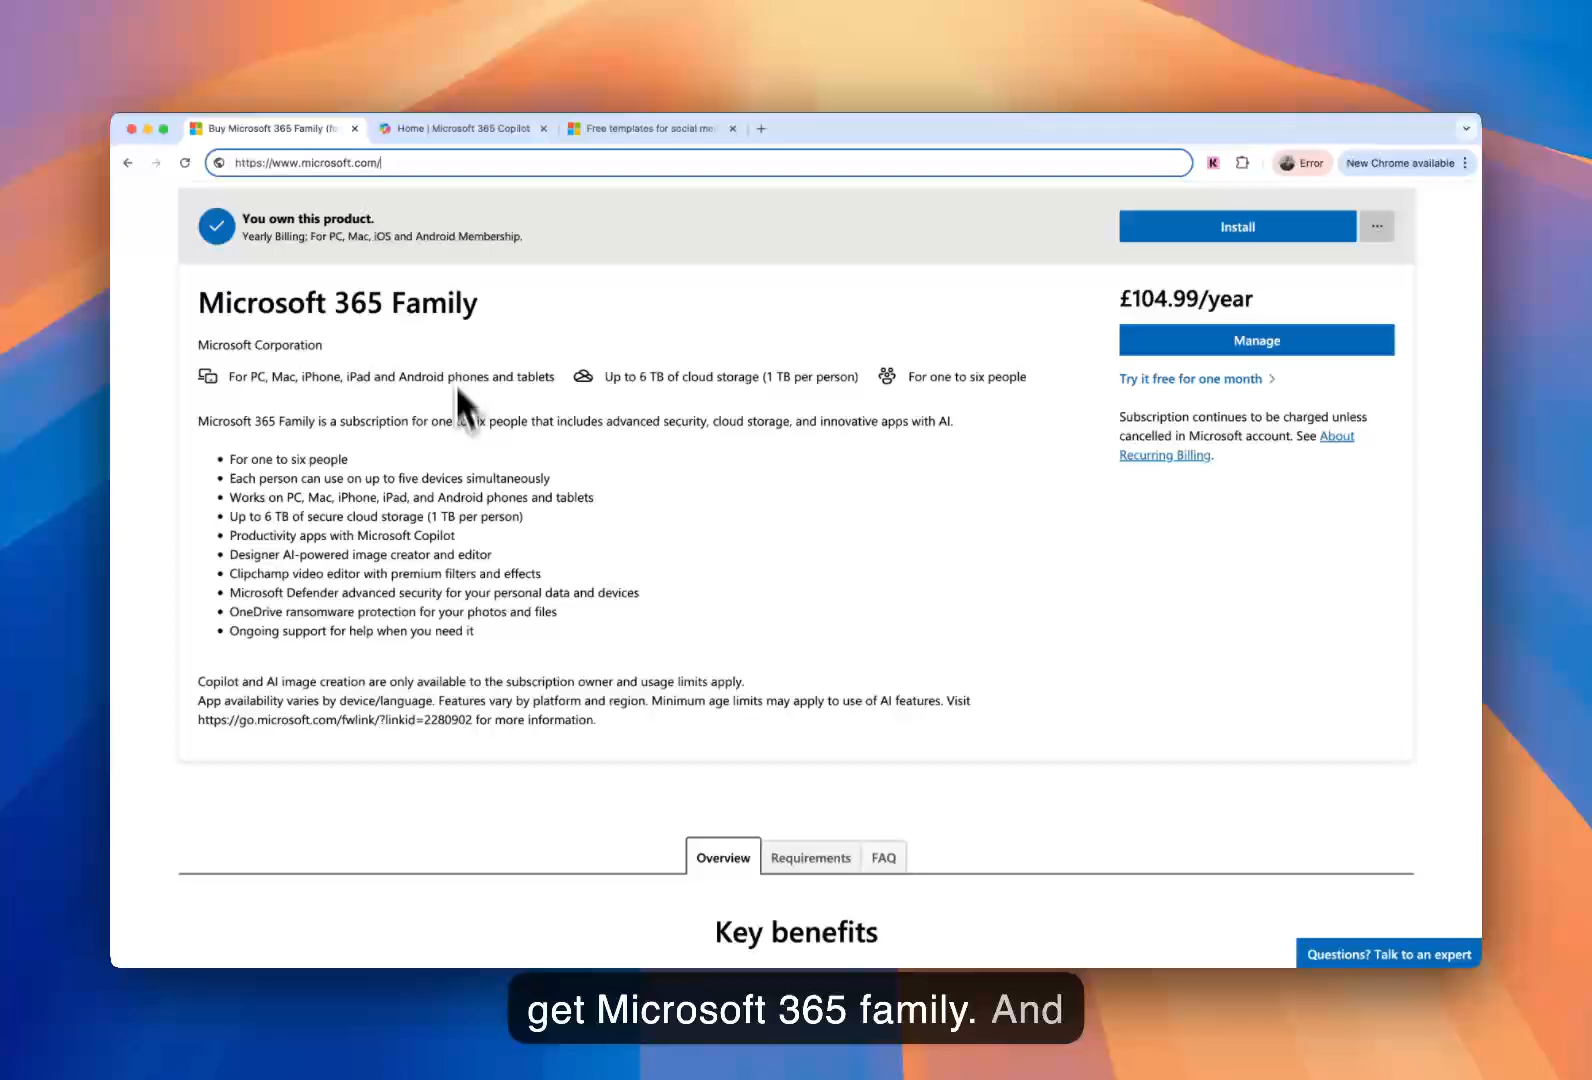 Buy Microsoft 365 Family (fo
Home | Microsoft 365 Copilot
Free templates for social me
https://www.microsoft.com/
K
Error
New Chrome available
You own this product.
Yearly Billing; For PC, Mac, iOS and Android Membership.
Install
Microsoft 365 Family
£104.99/year
Microsoft Corporation
Manage
For PC, Mac, iPhone, iPad and Android phones and tablets
Up to 6 TB of cloud storage (1 TB per person)
For one to six people
Try it free for one month
Microsoft 365 Family is a subscription for one people that includes advanced security, cloud storage, and innovative apps with AI.
Subscription continues to be charged unless
cancelled in Microsoft account. See About
Recurring Billing.
• For one to six people
• Each person can use on up to five devices simultaneously
• Works on PC, Mac, iPhone, iPad, and Android phones and tablets
• Up to 6 TB of secure cloud storage (1 TB per person)
• Productivity apps with Microsoft Copilot
• Designer AI-powered image creator and editor
• Clipchamp video editor with premium filters and effects
• Microsoft Defender advanced security for your personal data and devices
• OneDrive ransomware protection for your photos and files
• Ongoing support for help when you need it
Copilot and AI image creation are only available to the subscription owner and usage limits apply.
App availability varies by device/language. Features vary by platform and region. Minimum age limits may apply to use of AI features. Visit
https://go.microsoft.com/fwlink/?linkid=2280902 for more information.
Overview
Requirements
FAQ
Key benefits
Questions? Talk to an expert
get Microsoft 365 family. And